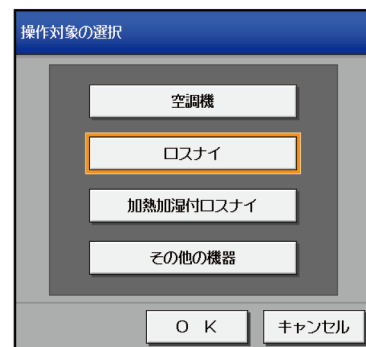 操作対象の選択
空調機
ロスナイ
加熱加湿付ロスナイ
その他の機器
ＯＫ
キャンセル